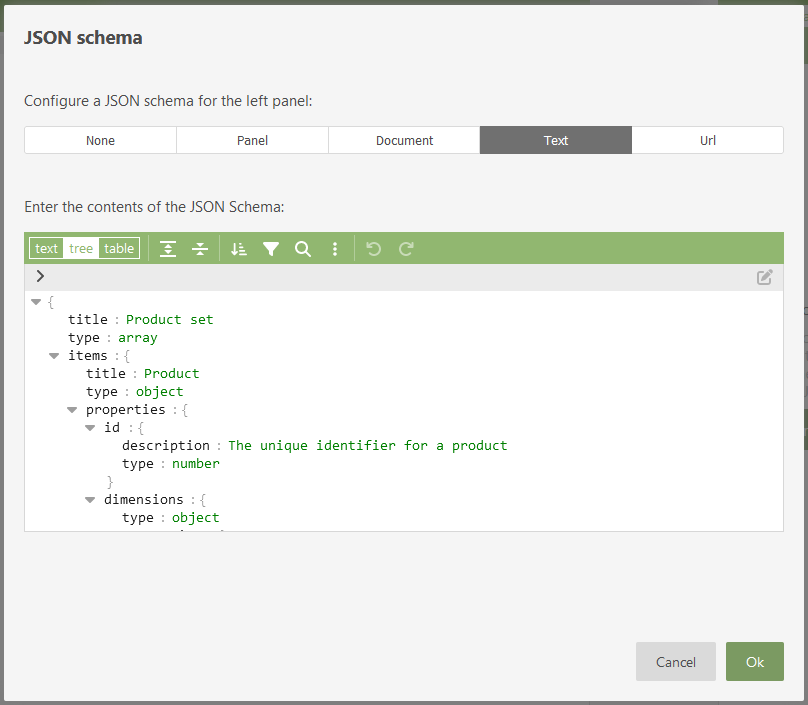 JSON schema
Configure a JSON schema for the left panel:
None Panel Document Text Url
Enter the contents of the JSON Schema:
text tree table
{
title : Product set
type : array
items : {
title : Product
type : object
properties : {
id : {
description : The unique identifier for a product
type : number
}
dimensions : {
type : object
Cancel Ok